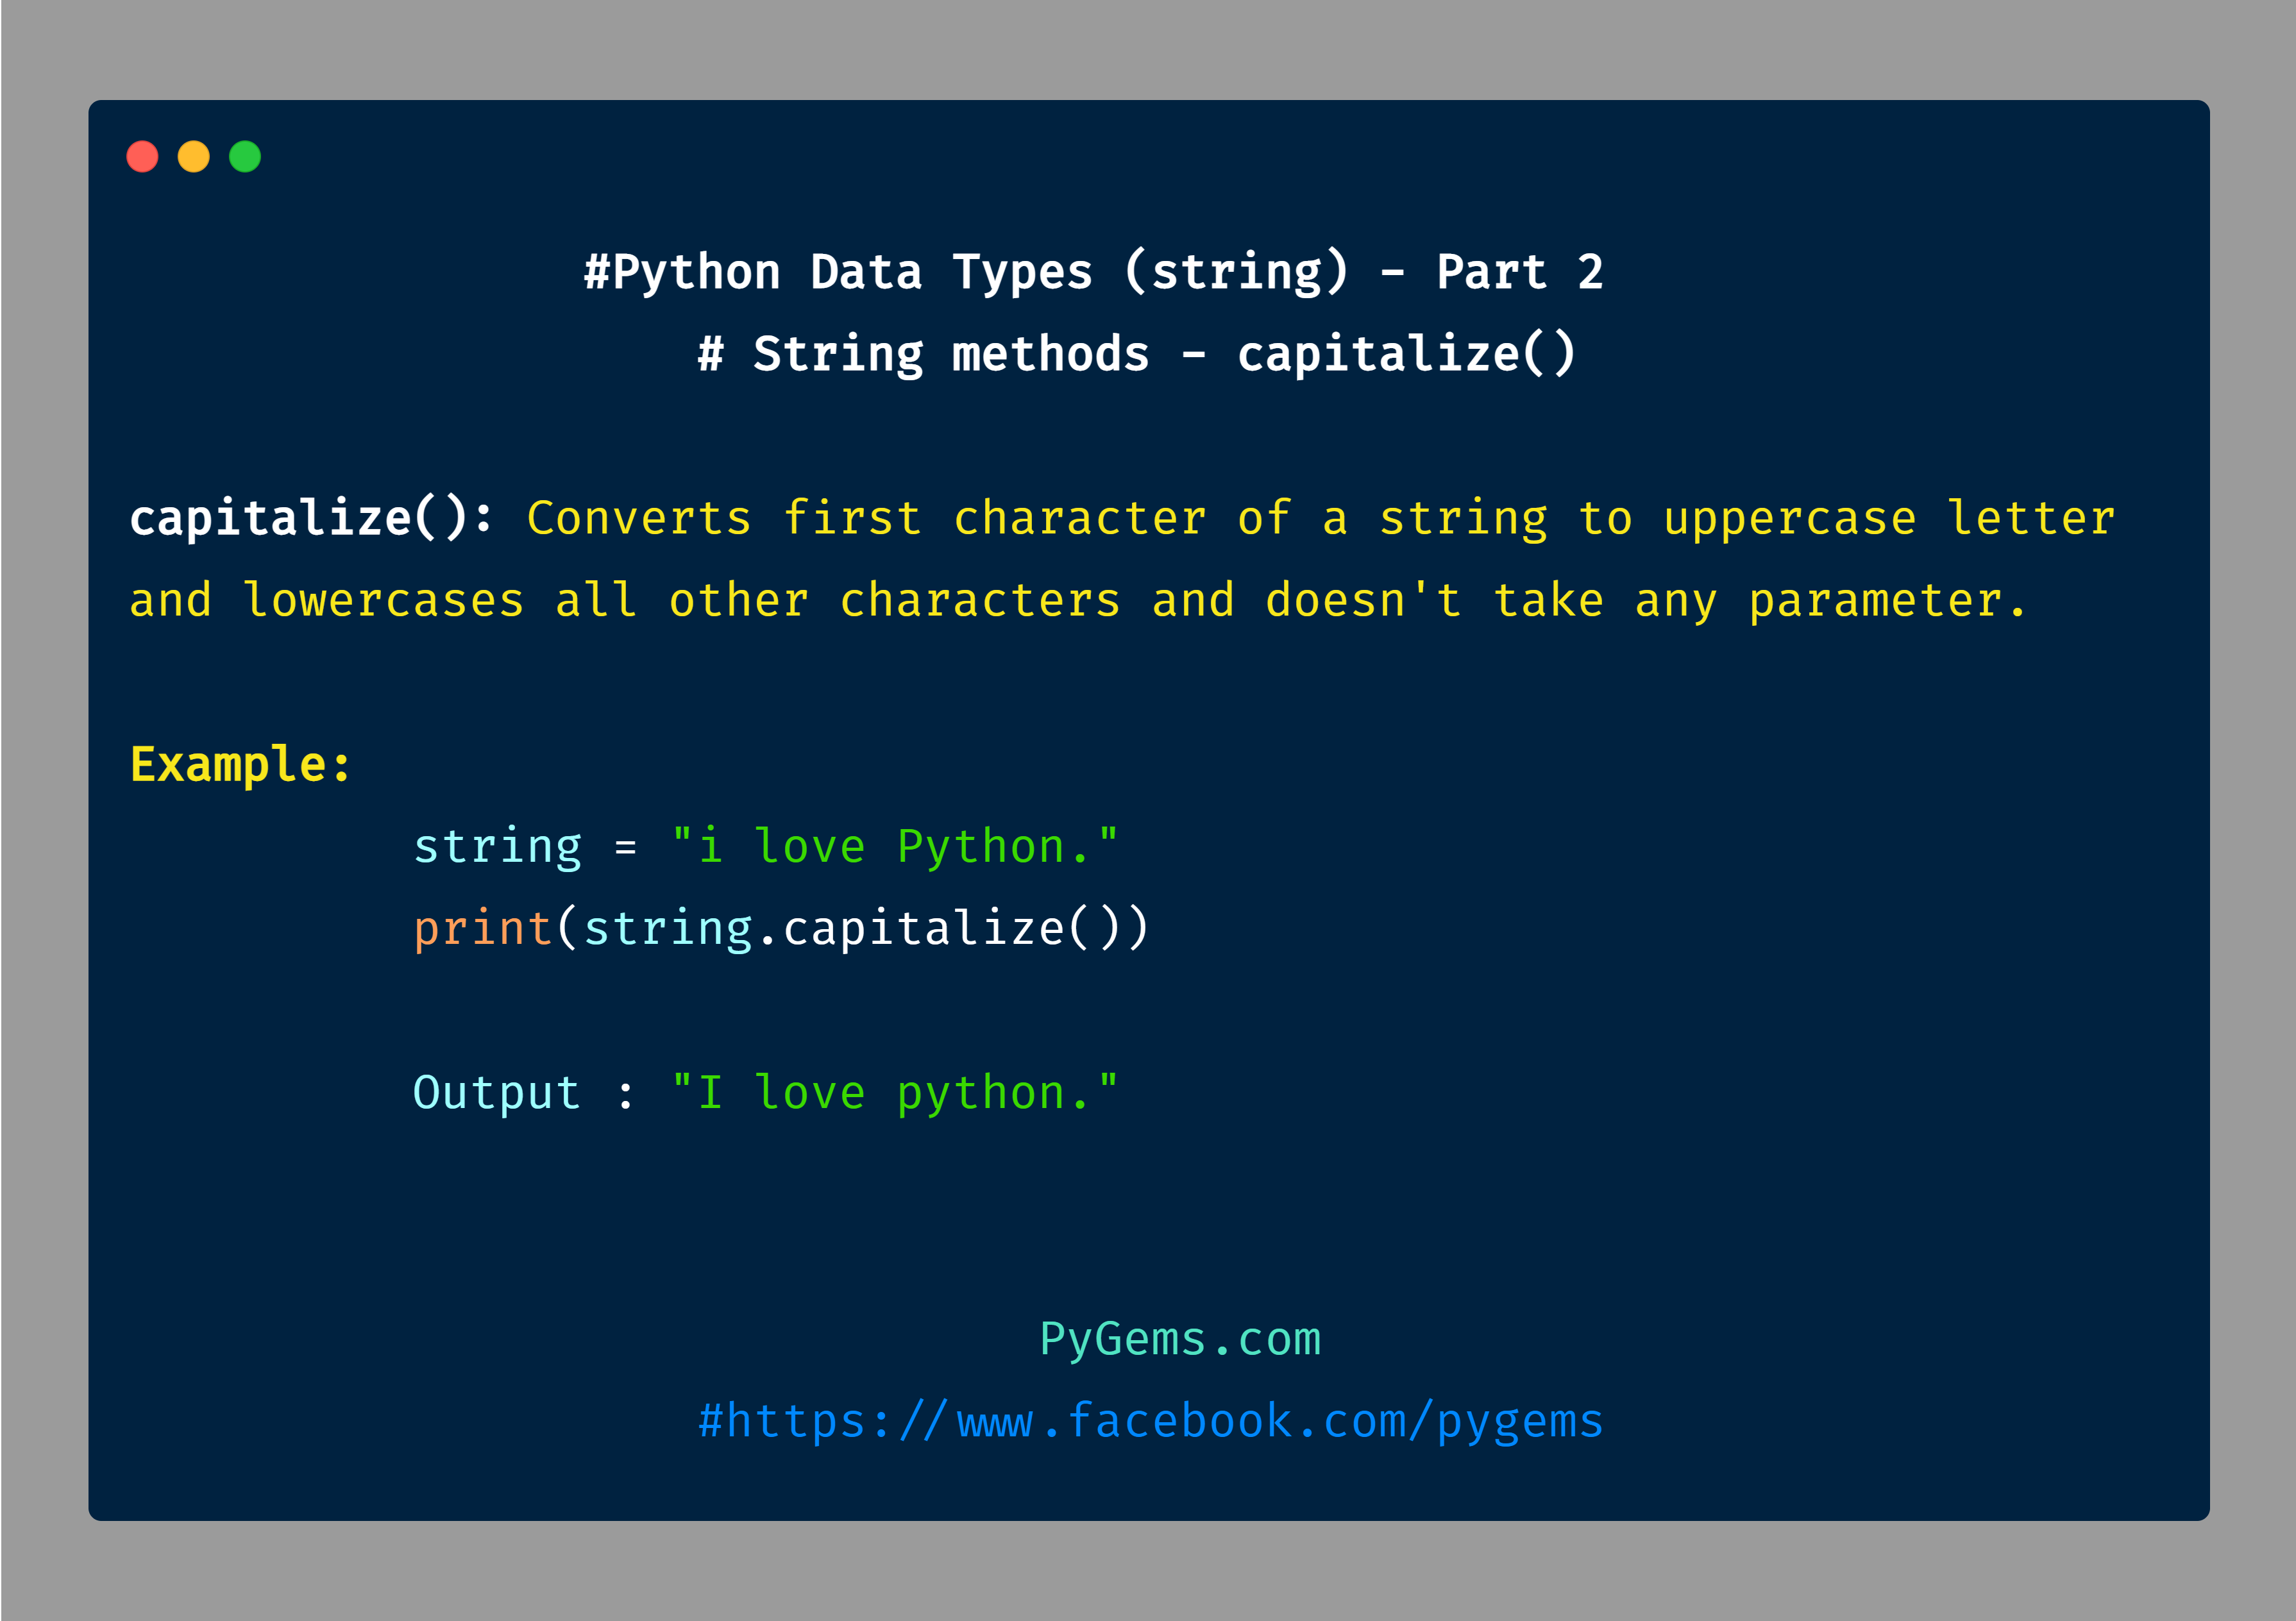 #Python Data Types (string) - Part 2
# String methods - capitalize()
capitalize(): Converts first character of a string to uppercase letter
and lowercases all other characters and doesn't take any parameter.
Example:
string = "i love Python."
print(string.capitalize())
Output : "I love python."
PyGems.com
#https://www.facebook.com/pygems